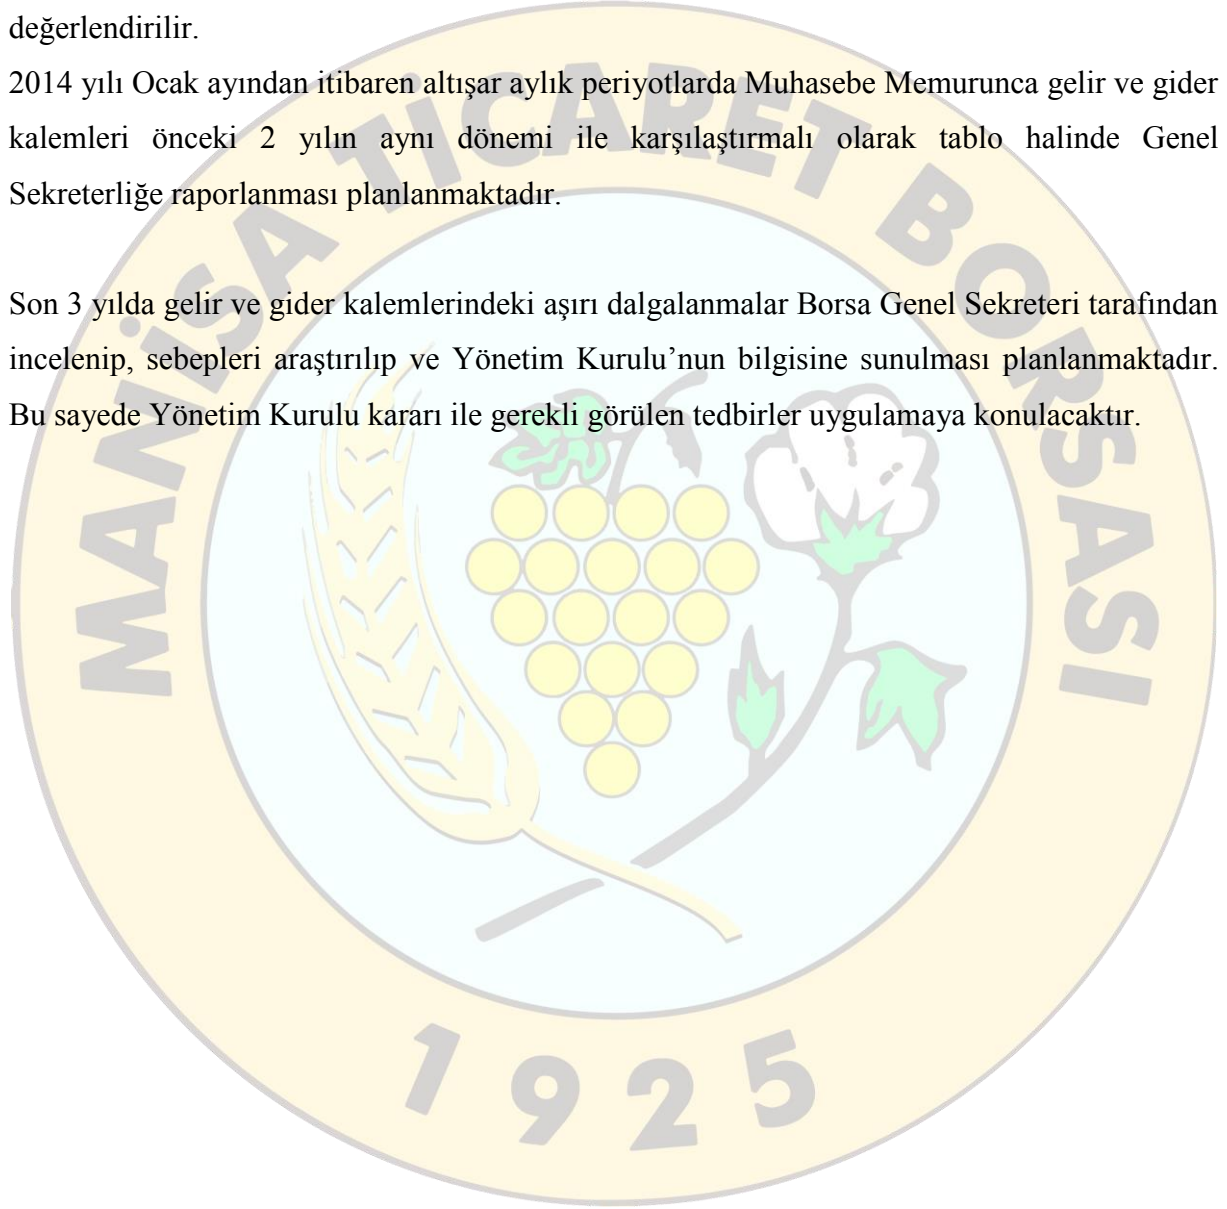 değerlendirilir.
2014 yılı Ocak ayından itibaren altışar aylık periyotlarda Muhasebe Memurunca gelir ve gider
kalemleri önceki 2 yılın aynı dönemi ile karşılaştırmalı olarak tablo halinde Genel
Sekreterliğe raporlanması planlanmaktadır.
Son 3 yılda gelir ve gider kalemlerindeki aşırı dalgalanmalar Borsa Genel Sekreteri tarafından
incelenip, sebepleri araştırılıp ve Yönetim Kurulu’nun bilgisine sunulması planlanmaktadır.
Bu sayede Yönetim Kurulu kararı ile gerekli görülen tedbirler uygulamaya konulacaktır.
MANİSA TİCARET BORSASI
1925